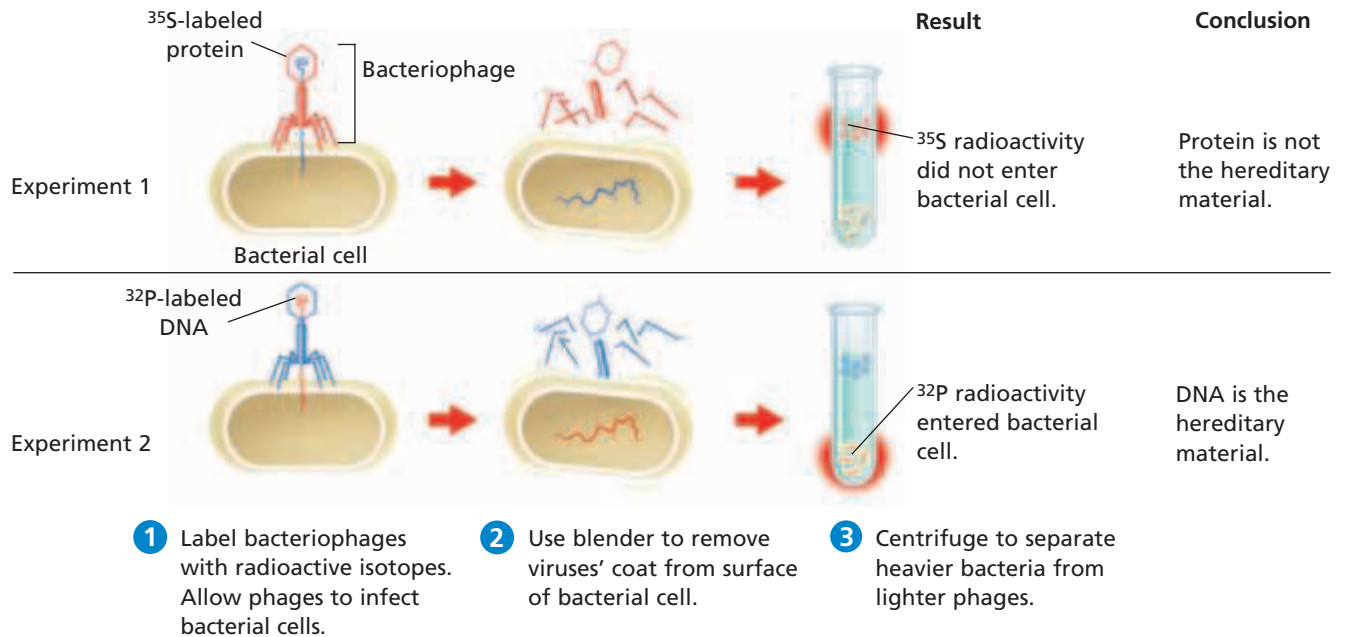 Result
Conclusion
³⁵S-labeled
protein
Bacteriophage
Experiment 1
Bacterial cell
³⁵S radioactivity
did not enter
bacterial cell.
Protein is not
the hereditary
material.
³²P-labeled
DNA
Experiment 2
³²P radioactivity
entered bacterial
cell.
DNA is the
hereditary
material.
1 Label bacteriophages
with radioactive isotopes.
Allow phages to infect
bacterial cells.
2 Use blender to remove
viruses’ coat from surface
of bacterial cell.
3 Centrifuge to separate
heavier bacteria from
lighter phages.